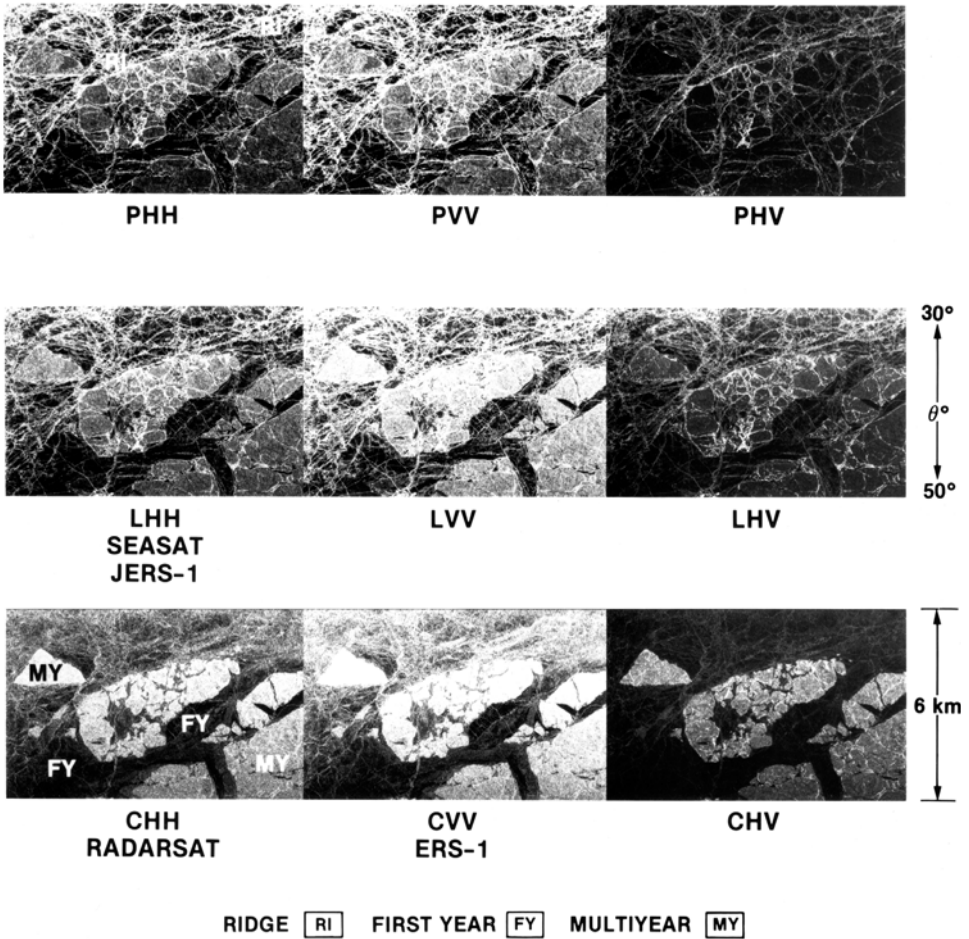 RI
RI
PHH
PVV
PHV
30°
θ°
50°
LHH
SEASAT
JERS-1
LVV
LHV
MY
FY
FY
MY
6 km
CHH
RADARSAT
CVV
ERS-1
CHV
RIDGE RI FIRST YEAR FY MULTIYEAR MY